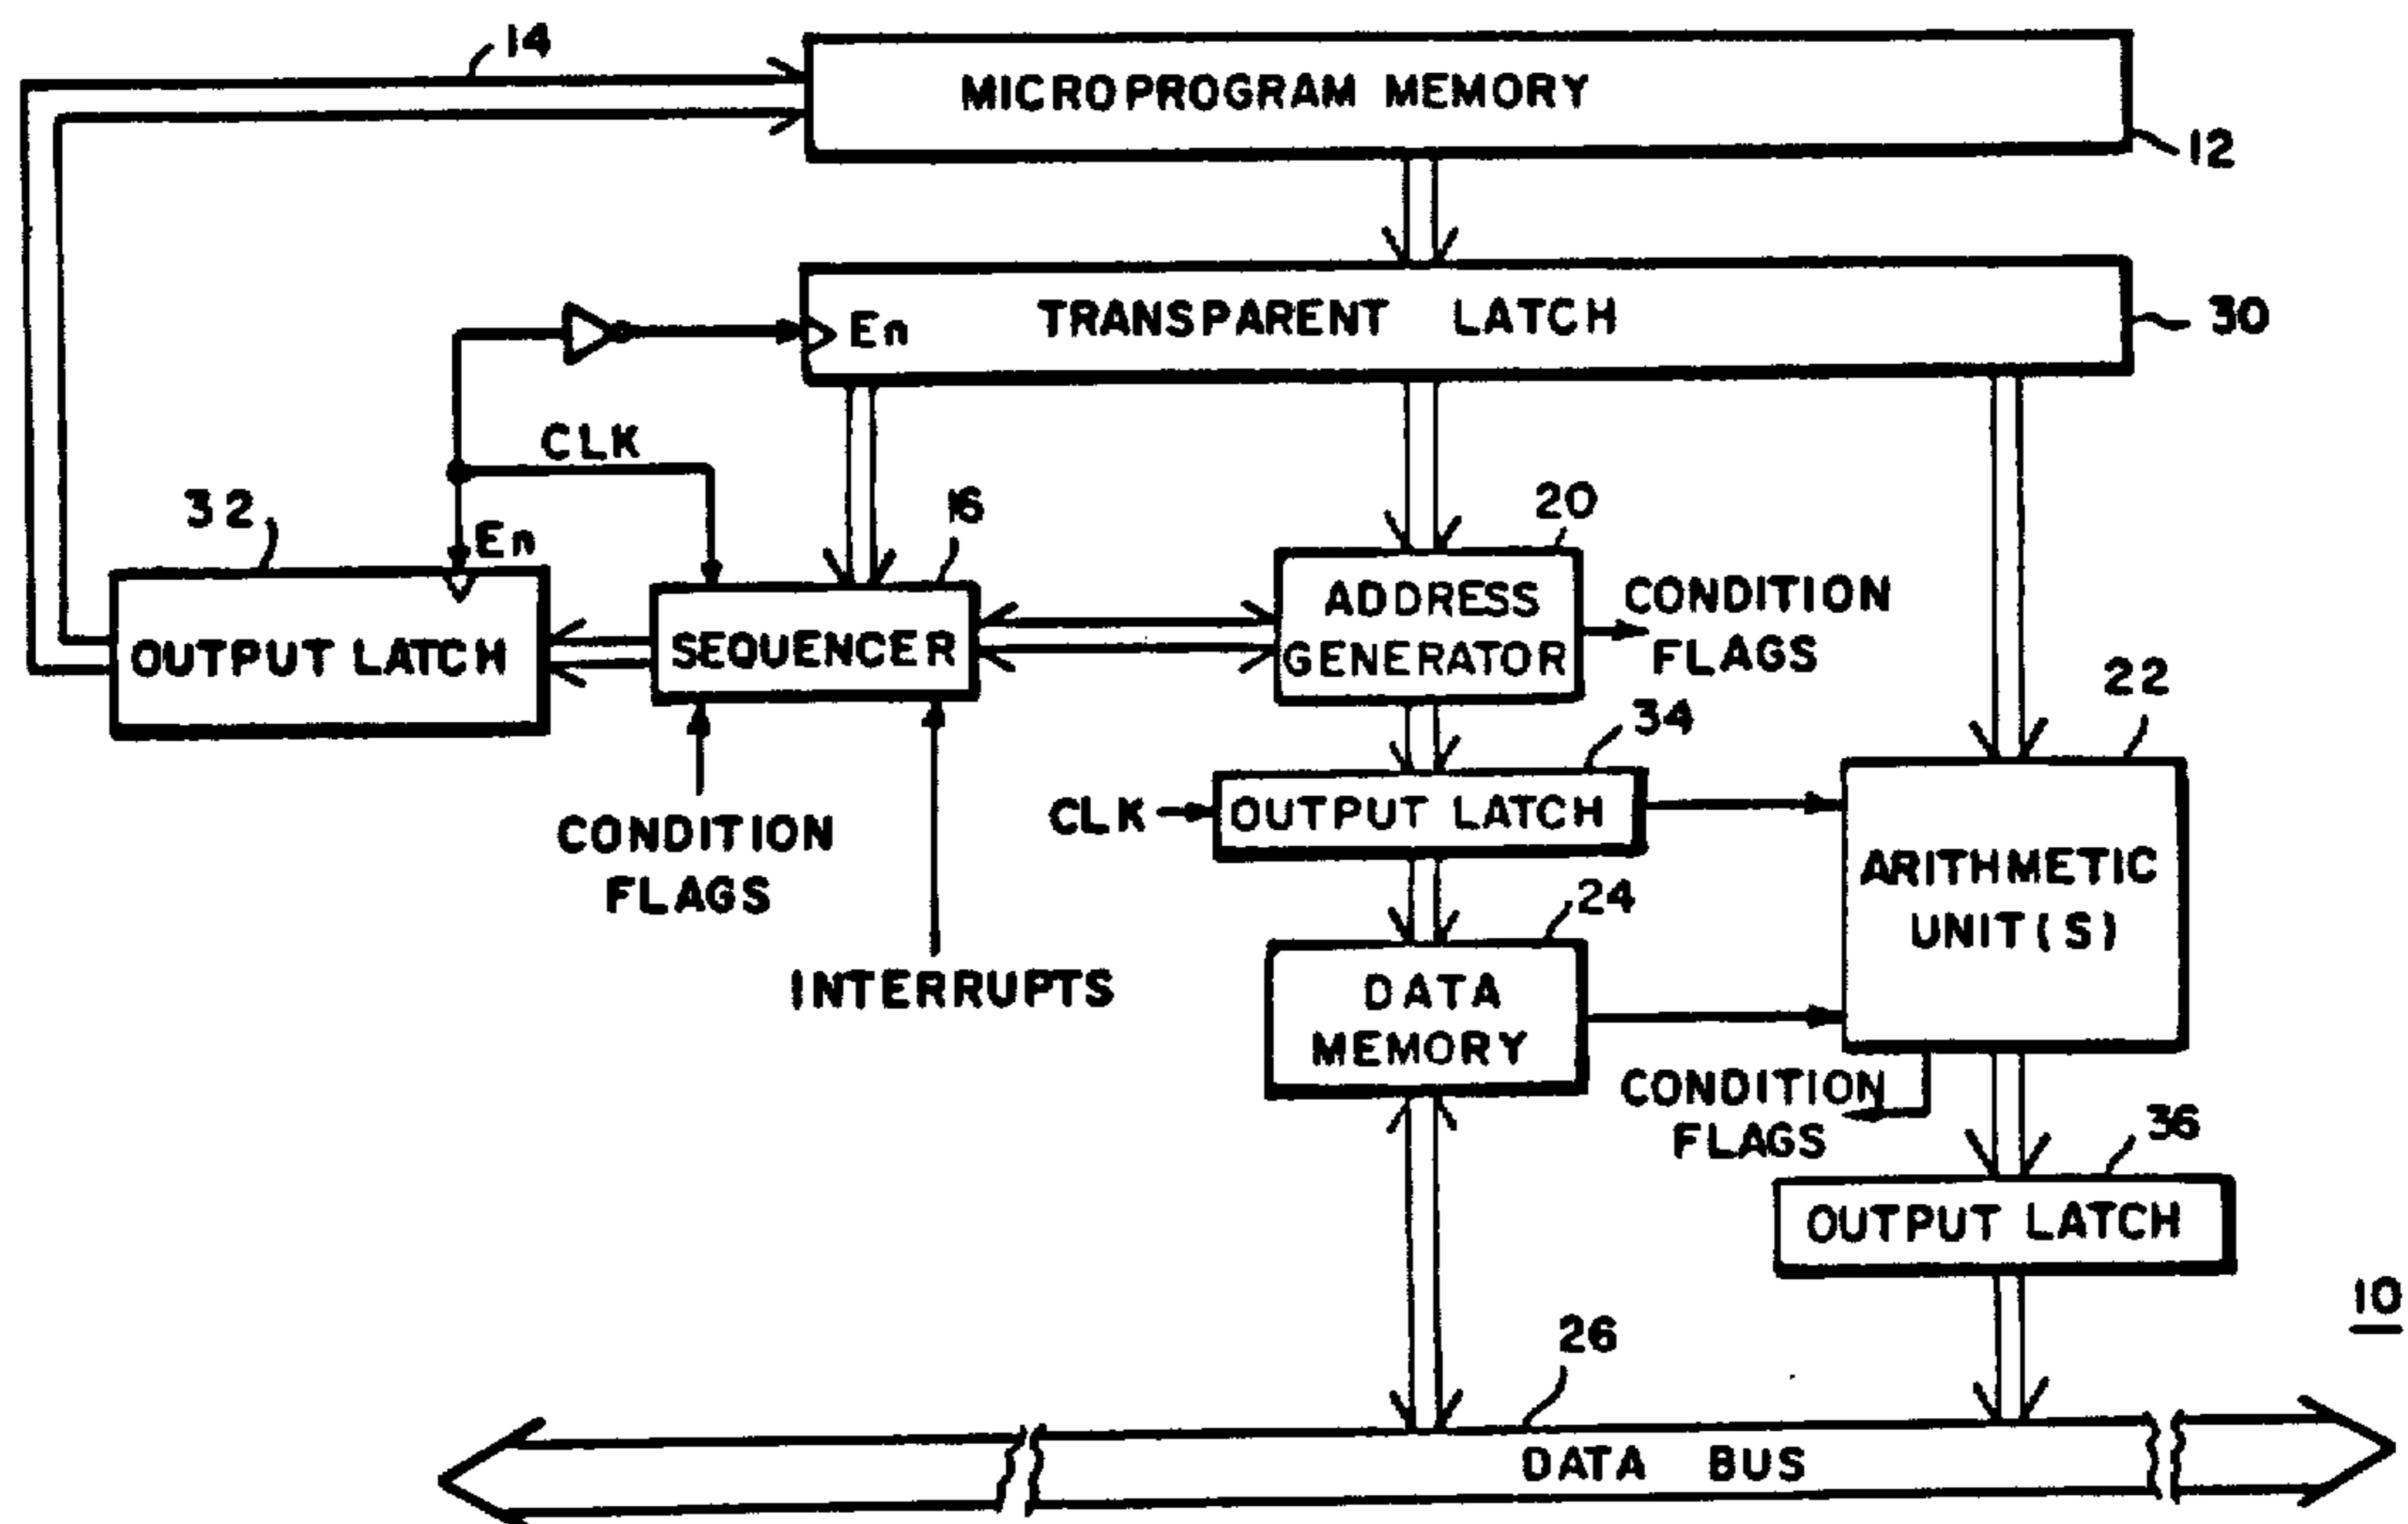 14
MICROPROGRAM MEMORY
12
En
TRANSPARENT LATCH
30
CLK
32
En
16
20
OUTPUT LATCH
SEQUENCER
ADDRESS
GENERATOR
CONDITION
FLAGS
22
34
CONDITION
FLAGS
CLK
OUTPUT LATCH
ARITHMETIC
UNIT(S)
24
INTERRUPTS
DATA
MEMORY
CONDITION
FLAGS
36
OUTPUT LATCH
10
26
DATA BUS